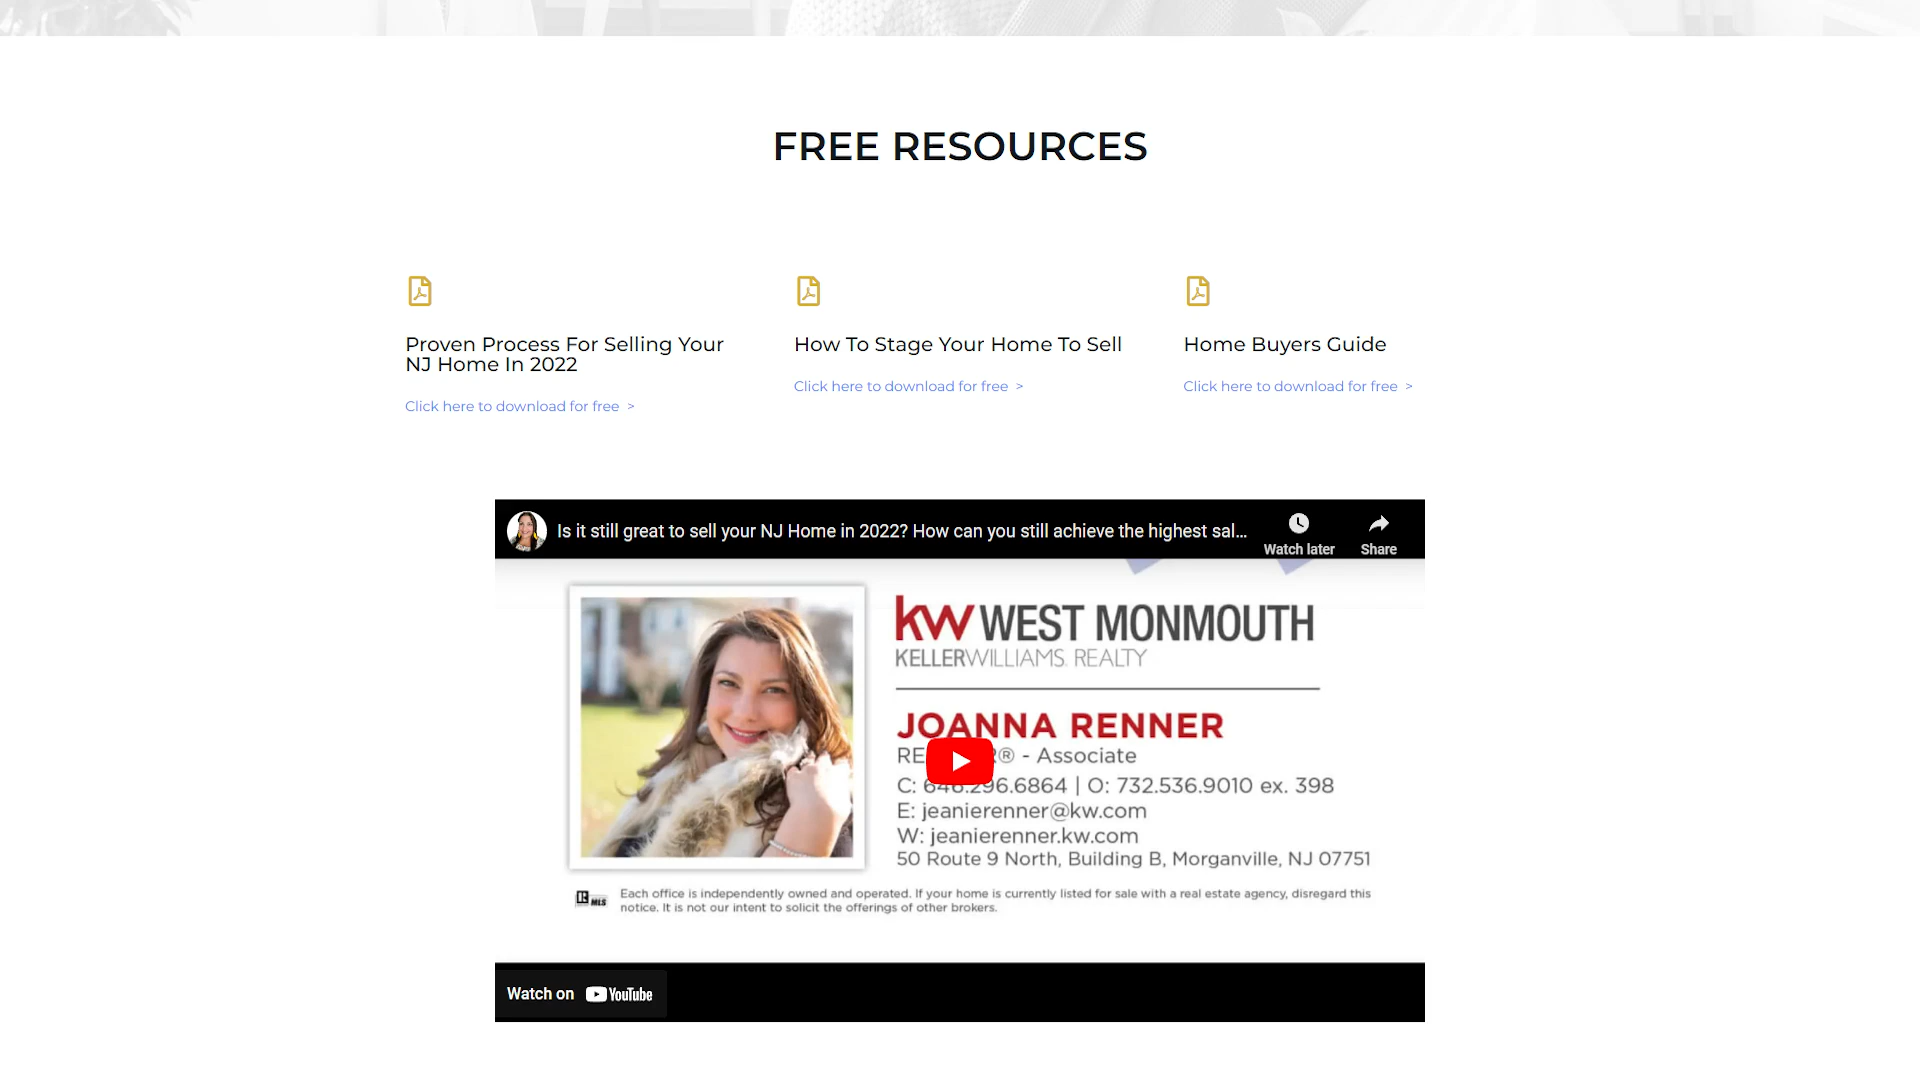 FREE RESOURCES
Proven Process For Selling Your
NJ Home In 2022
Click here to download for free >
How To Stage Your Home To Sell
Click here to download for free >
Home Buyers Guide
Click here to download for free >
Is it still great to sell your NJ Home in 2022? How can you still achieve the highest sal...
Watch later
Share
kw WEST MONMOUTH
KELLERWILLIAMS. REALTY
JOANNA RENNER
® - Associate
C: 646.296.6864 | O: 732.536.9010 ex. 398
E: jeanierenner@kw.com
W: jeanierenner.kw.com
50 Route 9 North, Building B, Morganville, NJ 07751
R MLS
Each office is independently owned and operated. If your home is currently listed for sale with a real estate agency, disregard this
notice. It is not our intent to solicit the offerings of other brokers.
Watch on YouTube